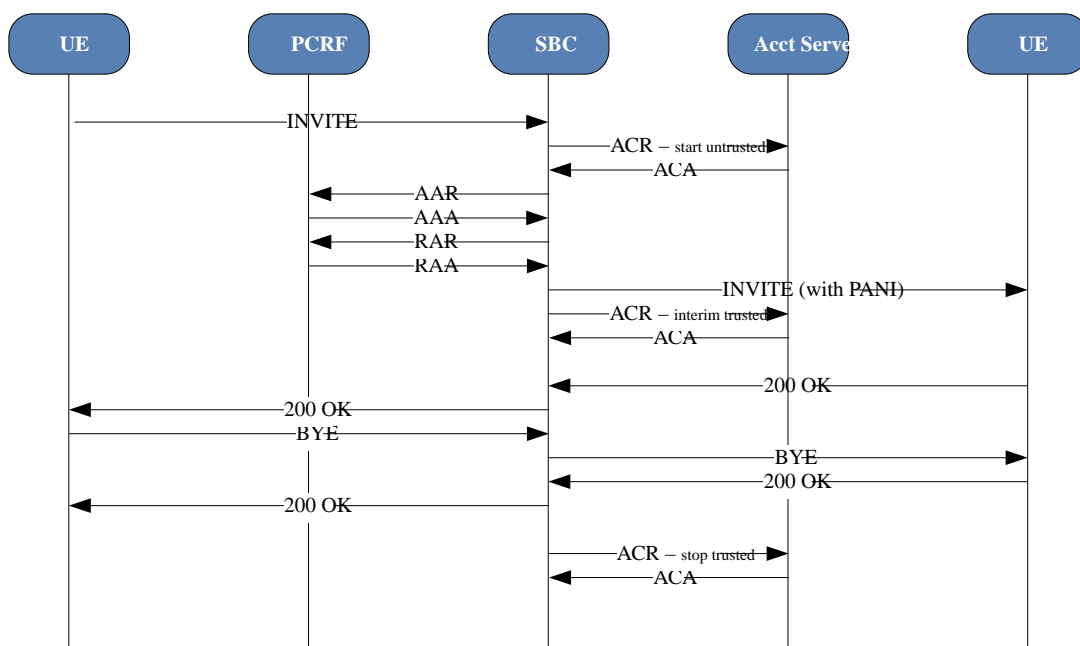 UE PCRF SBC Acct Serve UE
INVITE
ACR – start untrusted
ACA
AAR
AAA
RAR
RAA
INVITE (with PANI)
ACR – interim trusted
ACA
200 OK
200 OK
BYE
BYE
200 OK
200 OK
ACR – stop trusted
ACA